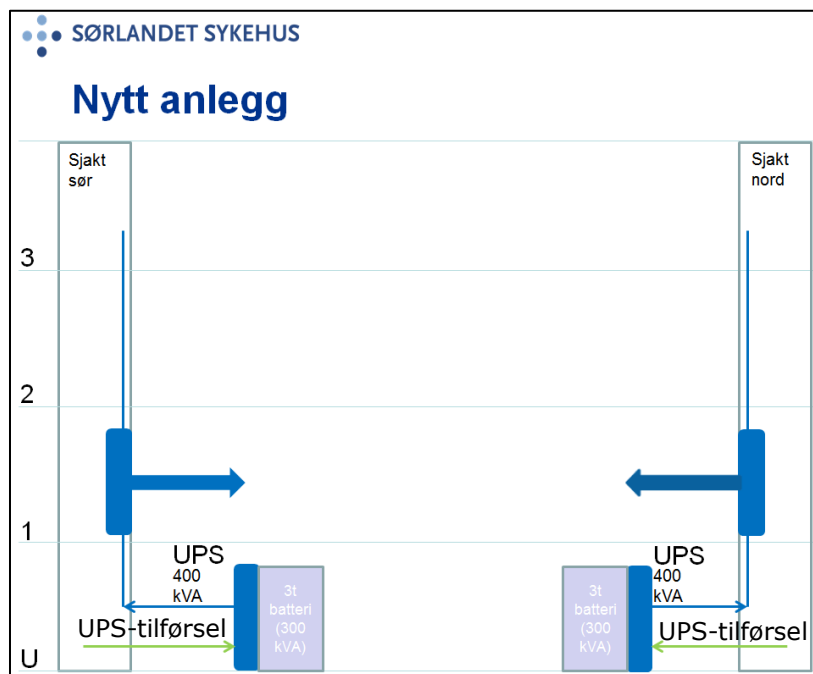 SØRLANDET SYKEHUS
Nytt anlegg
Sjakt
sør
Sjakt
nord
3
2
1
UPS
400
kVA
3t
batteri
(300
kVA)
UPS-tilførsel
3t
batteri
(300
kVA)
UPS
400
kVA
UPS-tilførsel
U